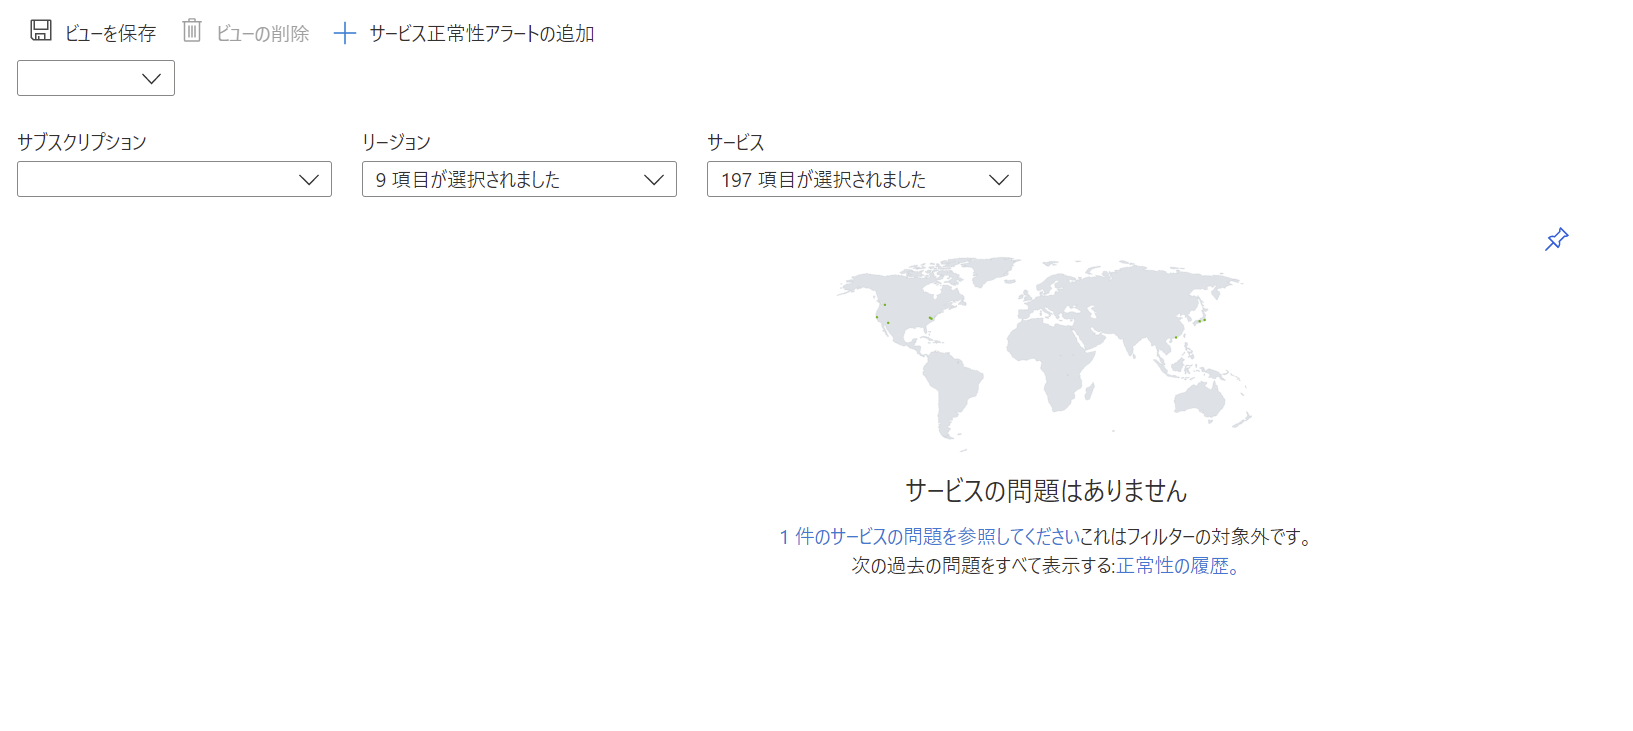 ビューを保存 ビューの削除 サービス正常性アラートの追加
サブスクリプション リージョン サービス
9 項目が選択されました 197 項目が選択されました
サービスの問題はありません
1 件のサービスの問題を参照してくださいこれはフィルターの対象外です。
次の過去の問題をすべて表示する:正常性の履歴。